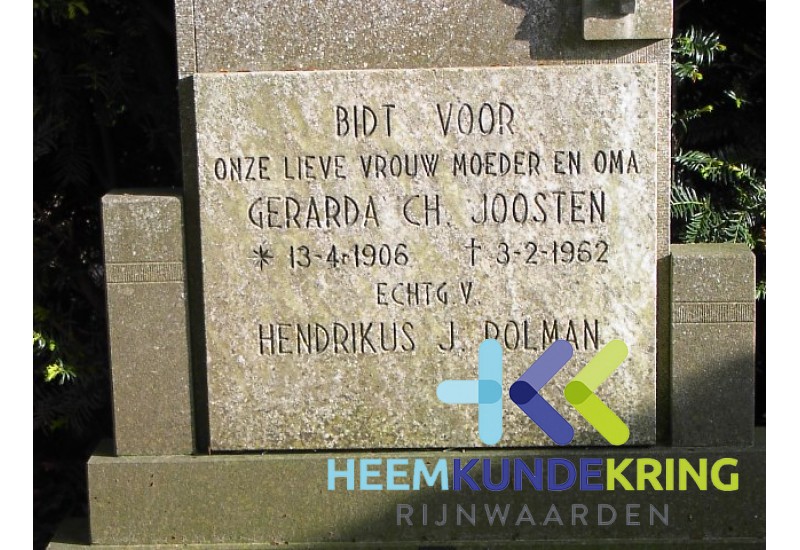 BIDT VOOR
ONZE LIEVE VROUW MOEDER EN OMA
GERARDA CH. JOOSTEN
* 13-4-1906 † 3-2-1962
ECHTG. V.
HENDRIKUS J. POLMAN
HEEMKUNDEKRING
RIJNWAARDEN